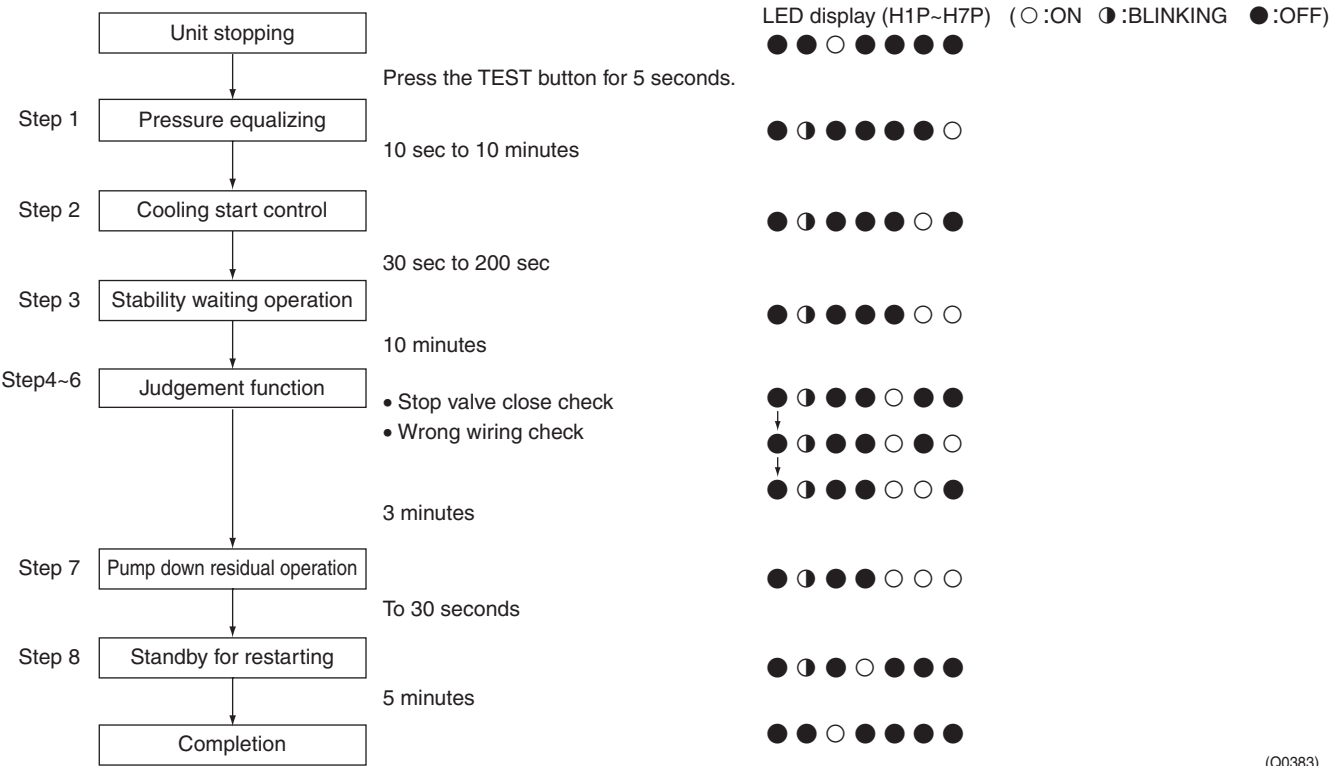 LED display (H1P~H7P) (○:ON ◑:BLINKING ●:OFF)
Unit stopping ●●○●●●●
Press the TEST button for 5 seconds.
Step 1 Pressure equalizing ●◑●●●●○
10 sec to 10 minutes
Step 2 Cooling start control ●◑●●●○●
30 sec to 200 sec
Step 3 Stability waiting operation ●◑●●●○○
10 minutes
Step4~6 Judgement function
• Stop valve close check ●◑●●○●●
• Wrong wiring check ●◑●●○●○
●◑●●○○●
3 minutes
Step 7 Pump down residual operation ●◑●●○○○
To 30 seconds
Step 8 Standby for restarting ●◑●○●●●
5 minutes
Completion ●●○●●●●
(Q0383)